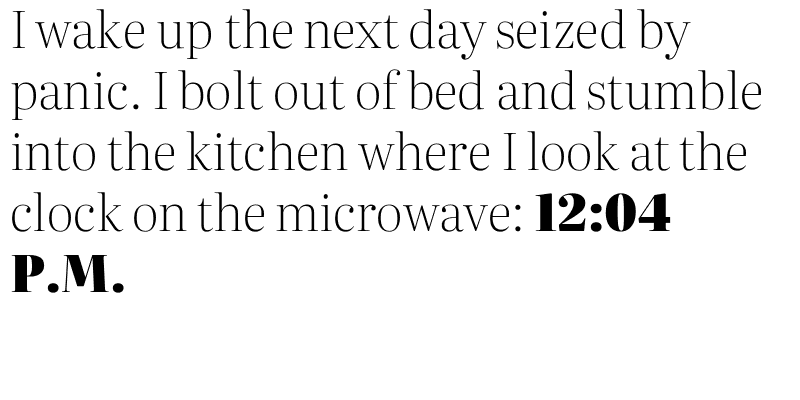 I wake up the next day seized by
panic. I bolt out of bed and stumble
into the kitchen where I look at the
clock on the microwave: 12:04
P.M.